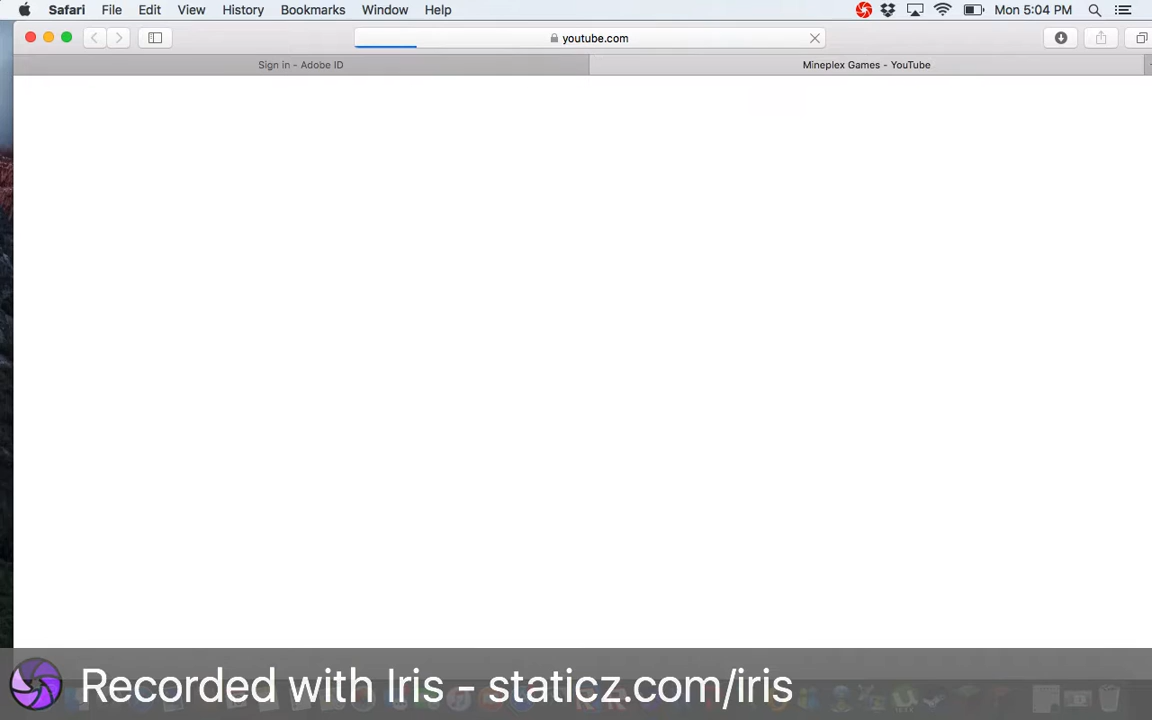 Safari File Edit View History Bookmarks Window Help Mon 5:04 PM
youtube.com
Sign in - Adobe ID Mineplex Games - YouTube
Recorded with Iris - staticz.com/iris